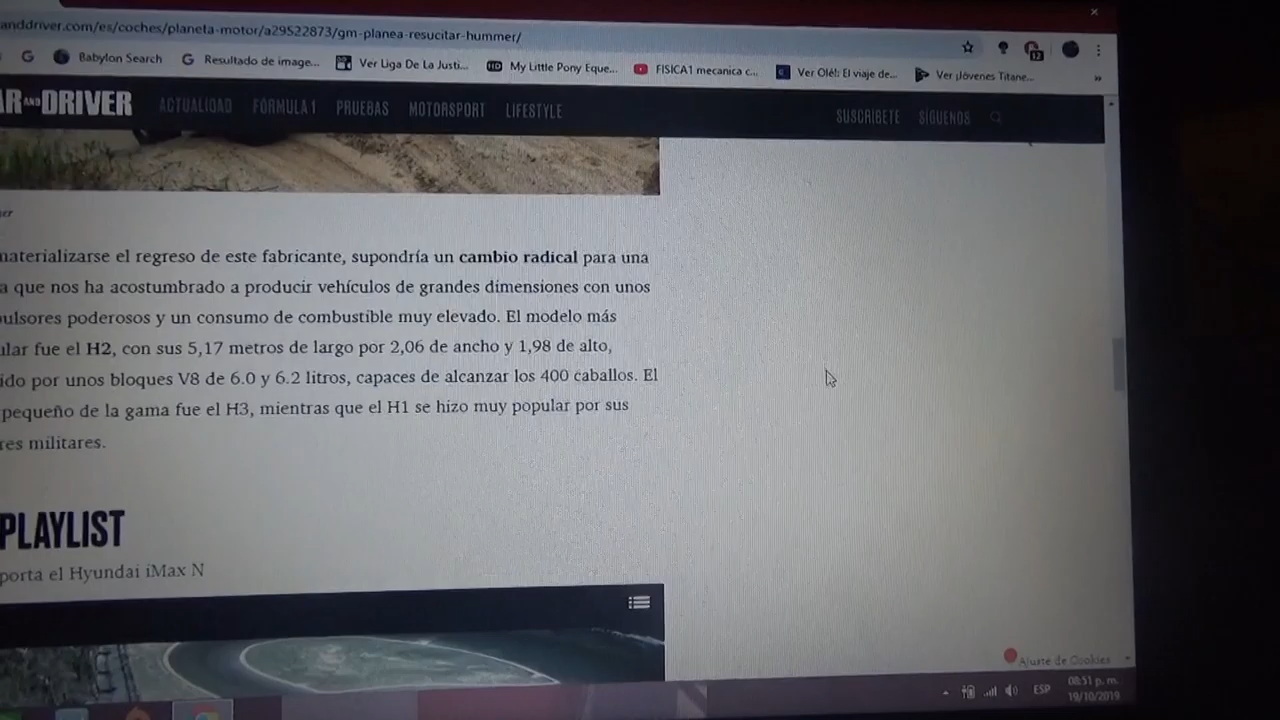 anddriver.com/es/coches/planeta-motor/a29522873/gm-planea-resucitar-hummer/
Babylon Search
Resultado de image...
Ver Liga De La Justi...
My Little Pony Eque...
FISICA1 mecanica c...
Ver Olé!: El viaje de...
Ver ¡Jóvenes Titane...
»
12
AR AND DRIVER
ACTUALIDAD
FÓRMULA 1
PRUEBAS
MOTORSPORT
LIFESTYLE
SUSCRÍBETE
SÍGUENOS
materializarse el regreso de este fabricante, supondría un cambio radical para una
a que nos ha acostumbrado a producir vehículos de grandes dimensiones con unos
pulsores poderosos y un consumo de combustible muy elevado. El modelo más
ular fue el H2, con sus 5,17 metros de largo por 2,06 de ancho y 1,98 de alto,
ido por unos bloques V8 de 6.0 y 6.2 litros, capaces de alcanzar los 400 caballos. El
pequeño de la gama fue el H3, mientras que el H1 se hizo muy popular por sus
res militares.
PLAYLIST
porta el Hyundai iMax N
Ajuste de Cookies
ESP
08:51 p. m.
19/10/2019